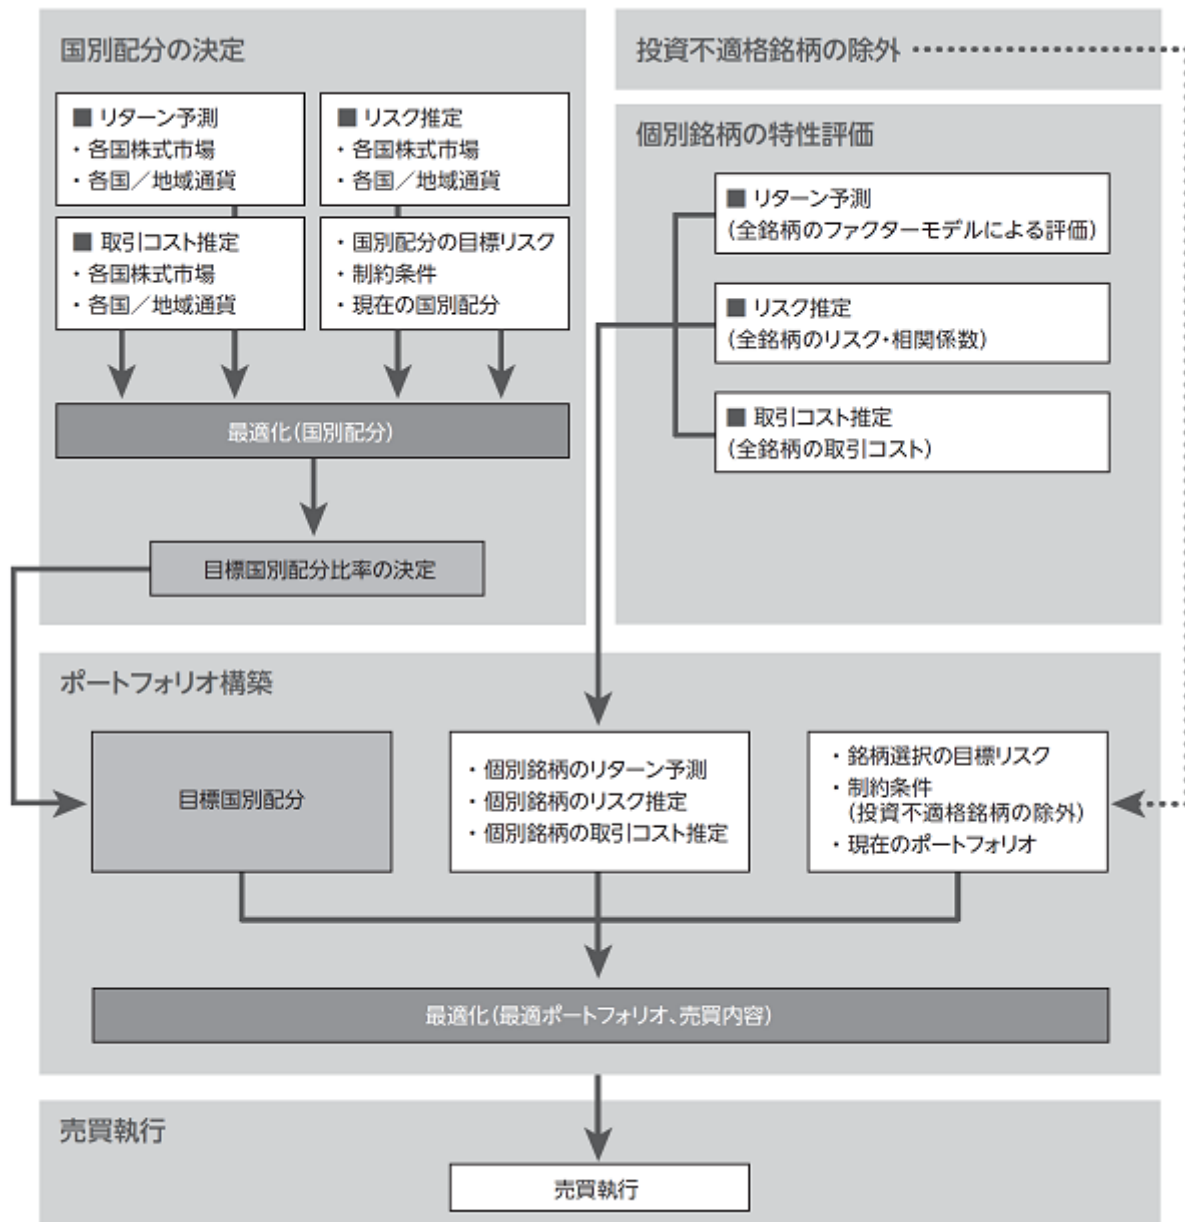 国別配分の決定
■ リターン予測
・各国株式市場
・各国／地域通貨
■ リスク推定
・各国株式市場
・各国／地域通貨
■ 取引コスト推定
・各国株式市場
・各国／地域通貨
・国別配分の目標リスク
・制約条件
・現在の国別配分
最適化（国別配分）
目標国別配分比率の決定
投資不適格銘柄の除外
個別銘柄の特性評価
■ リターン予測
（全銘柄のファクターモデルによる評価）
■ リスク推定
（全銘柄のリスク・相関係数）
■ 取引コスト推定
（全銘柄の取引コスト）
ポートフォリオ構築
目標国別配分
・個別銘柄のリターン予測
・個別銘柄のリスク推定
・個別銘柄の取引コスト推定
・銘柄選択の目標リスク
・制約条件
（投資不適格銘柄の除外）
・現在のポートフォリオ
最適化（最適ポートフォリオ、売買内容）
売買執行
売買執行